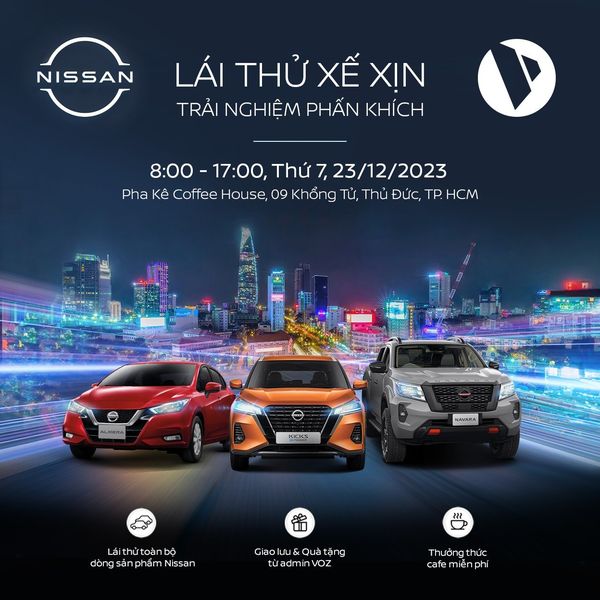 NISSAN
LÁI THỬ XẾ XỊN
TRẢI NGHIỆM PHẤN KHÍCH
8:00 - 17:00, Thứ 7, 23/12/2023
Pha Kê Coffee House, 09 Khổng Tử, Thủ Đức, TP. HCM
ALMERA
KICKS
NAVARA
Lái thử toàn bộ
dòng sản phẩm Nissan
Giao lưu & Quà tặng
từ admin VOZ
Thưởng thức
cafe miễn phí